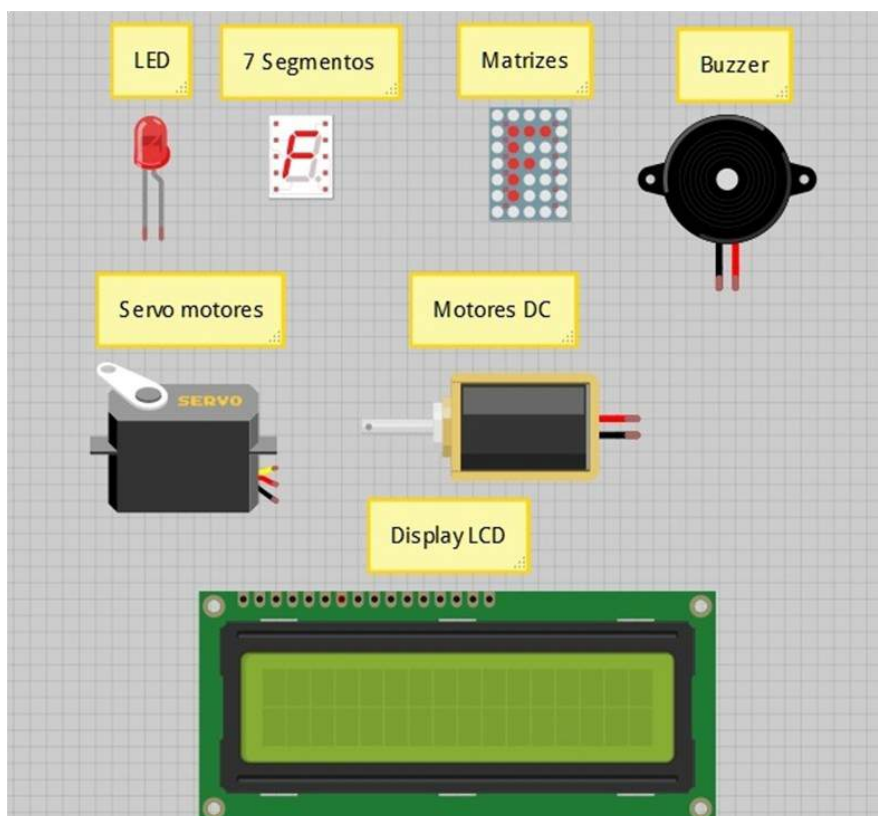 LED
7 Segmentos
Matrizes
Buzzer
Servo motores
Motores DC
SERVO
Display LCD